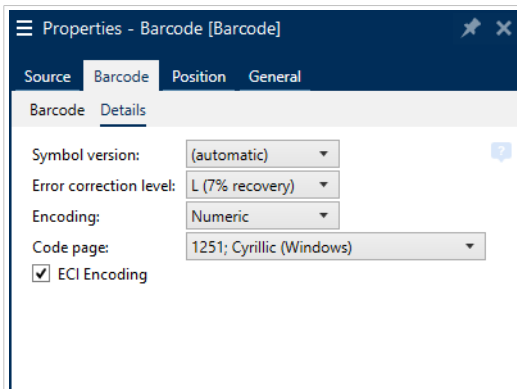 Properties - Barcode [Barcode]
Source Barcode Position General
Barcode Details
Symbol version: (automatic)
Error correction level: L (7% recovery)
Encoding: Numeric
Code page: 1251; Cyrillic (Windows)
ECI Encoding